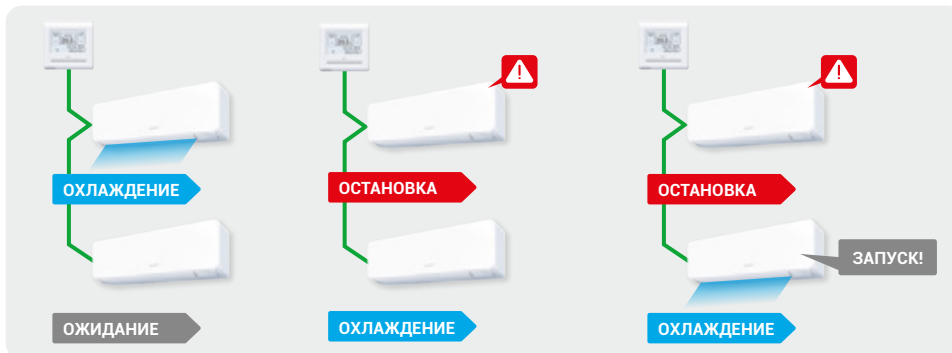 ОХЛАЖДЕНИЕ
ОЖИДАНИЕ
!
ОСТАНОВКА
ОХЛАЖДЕНИЕ
!
ОСТАНОВКА
ЗАПУСК!
ОХЛАЖДЕНИЕ